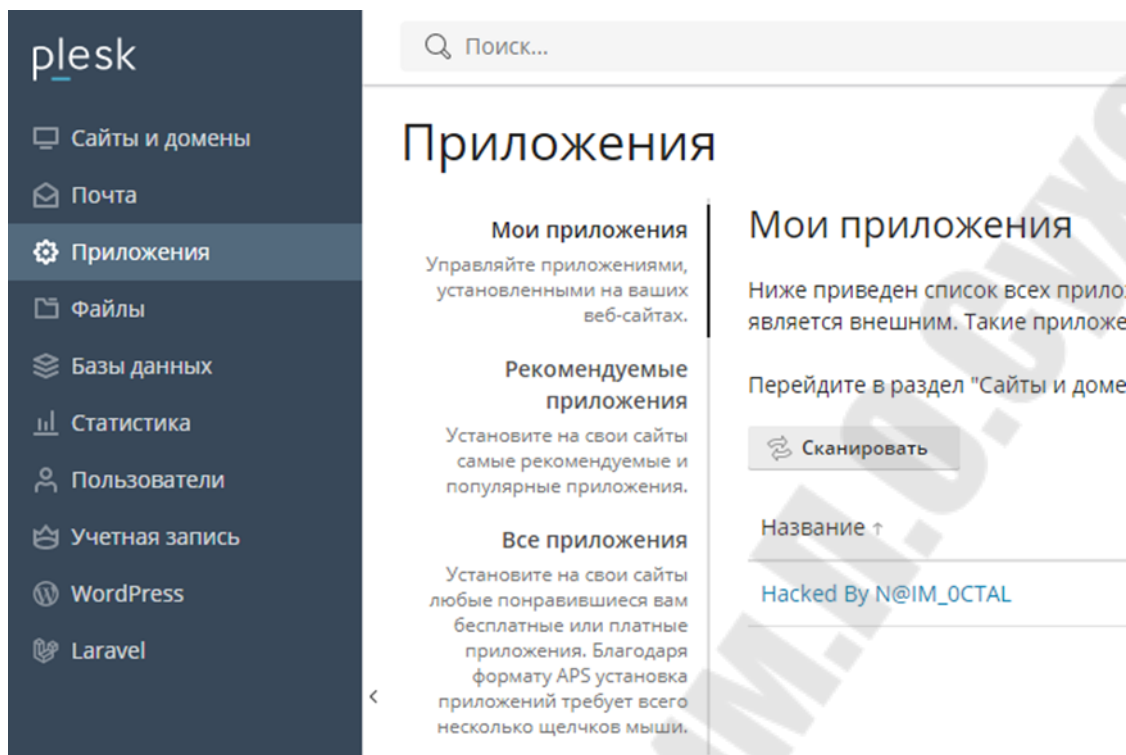 plesk
Сайты и домены
Почта
Приложения
Файлы
Базы данных
Статистика
Пользователи
Учетная запись
WordPress
Laravel
Поиск...
Приложения
Мои приложения
Управляйте приложениями,
установленными на ваших
веб-сайтах.
Рекомендуемые
приложения
Установите на свои сайты
самые рекомендуемые и
популярные приложения.
Все приложения
Установите на свои сайты
любые понравившиеся вам
бесплатные или платные
приложения. Благодаря
формату APS установка
приложений требует всего
несколько щелчков мыши.
Мои приложения
Ниже приведен список всех
является внешним. Такие
Перейдите в раздел "Сайты и
Сканировать
Название ↑
Hacked By N@IM_0CTAL